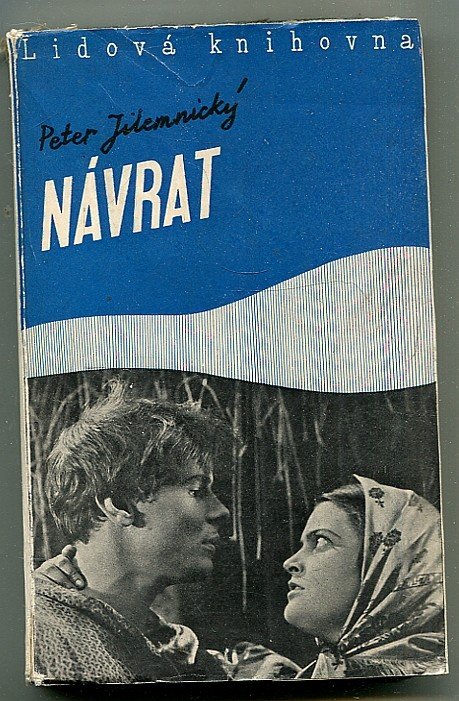 Lidová knihovna
Peter Jilemnický
NÁVRAT